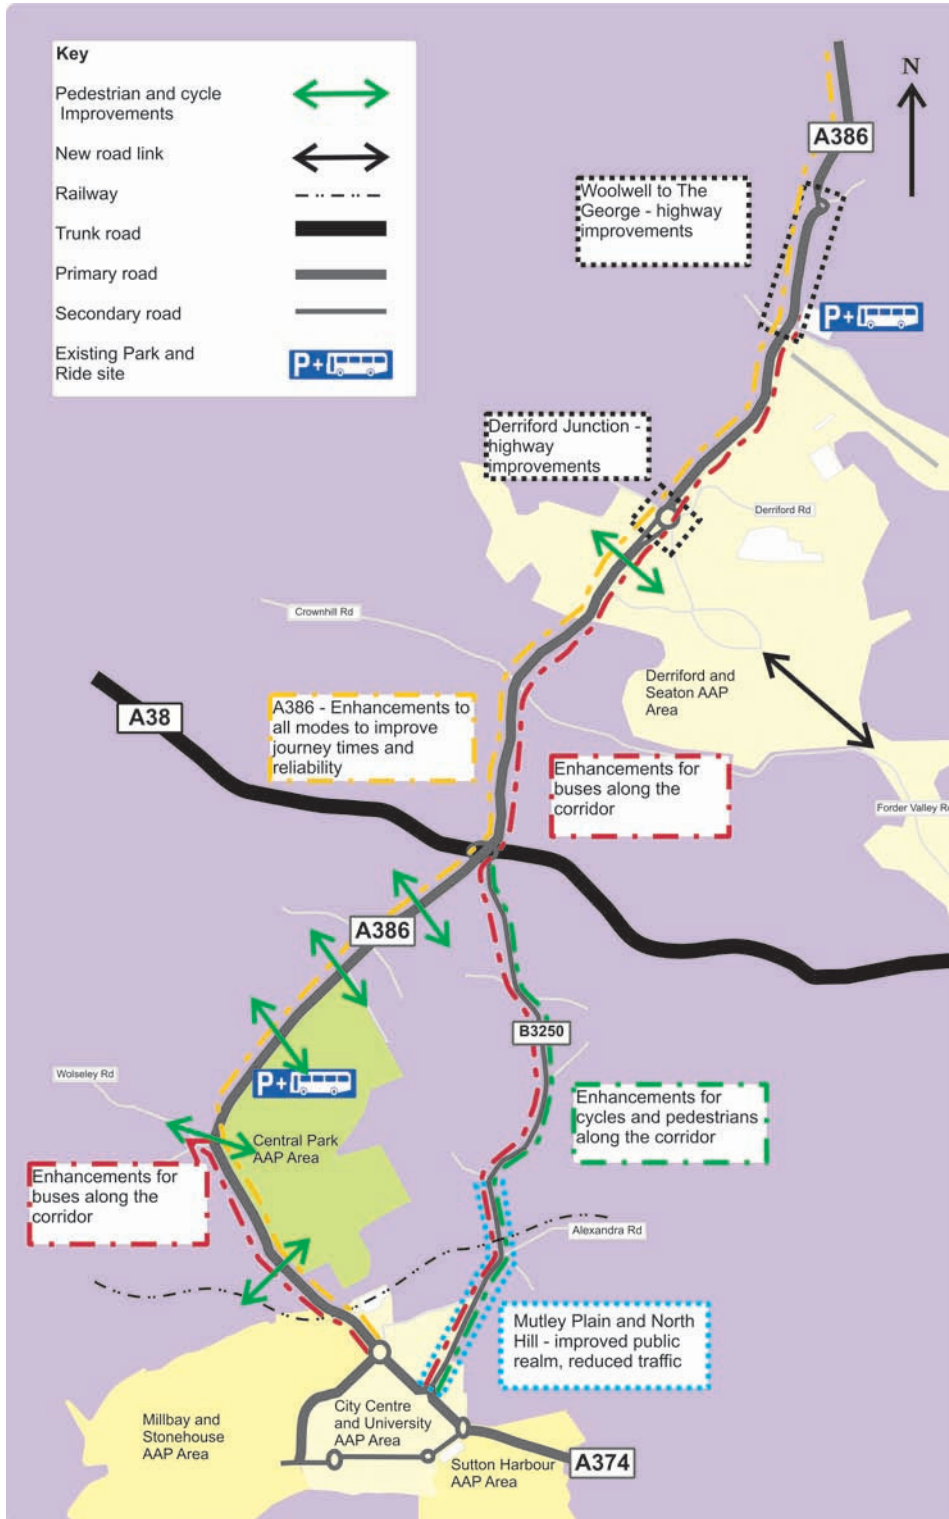 Key
Pedestrian and cycle
Improvements
New road link
Railway
Trunk road
Primary road
Secondary road
Existing Park and
Ride site
P+
N
A386
Woolwell to The
George - highway
improvements
P+
Derriford Junction -
highway
improvements
Derriford Rd
Crownhill Rd
Derriford and
Seaton AAP
Area
A38
A386 - Enhancements to
all modes to improve
journey times and
reliability
Enhancements for
buses along the
corridor
Forder Valley Rd
A386
B3250
Wolseley Rd
P+
Enhancements for
cycles and pedestrians
along the corridor
Central Park
AAP Area
Enhancements for
buses along the
corridor
Alexandra Rd
Mutley Plain and North
Hill - improved public
realm, reduced traffic
Millbay and
Stonehouse
AAP Area
City Centre
and University
AAP Area
Sutton Harbour
AAP Area
A374